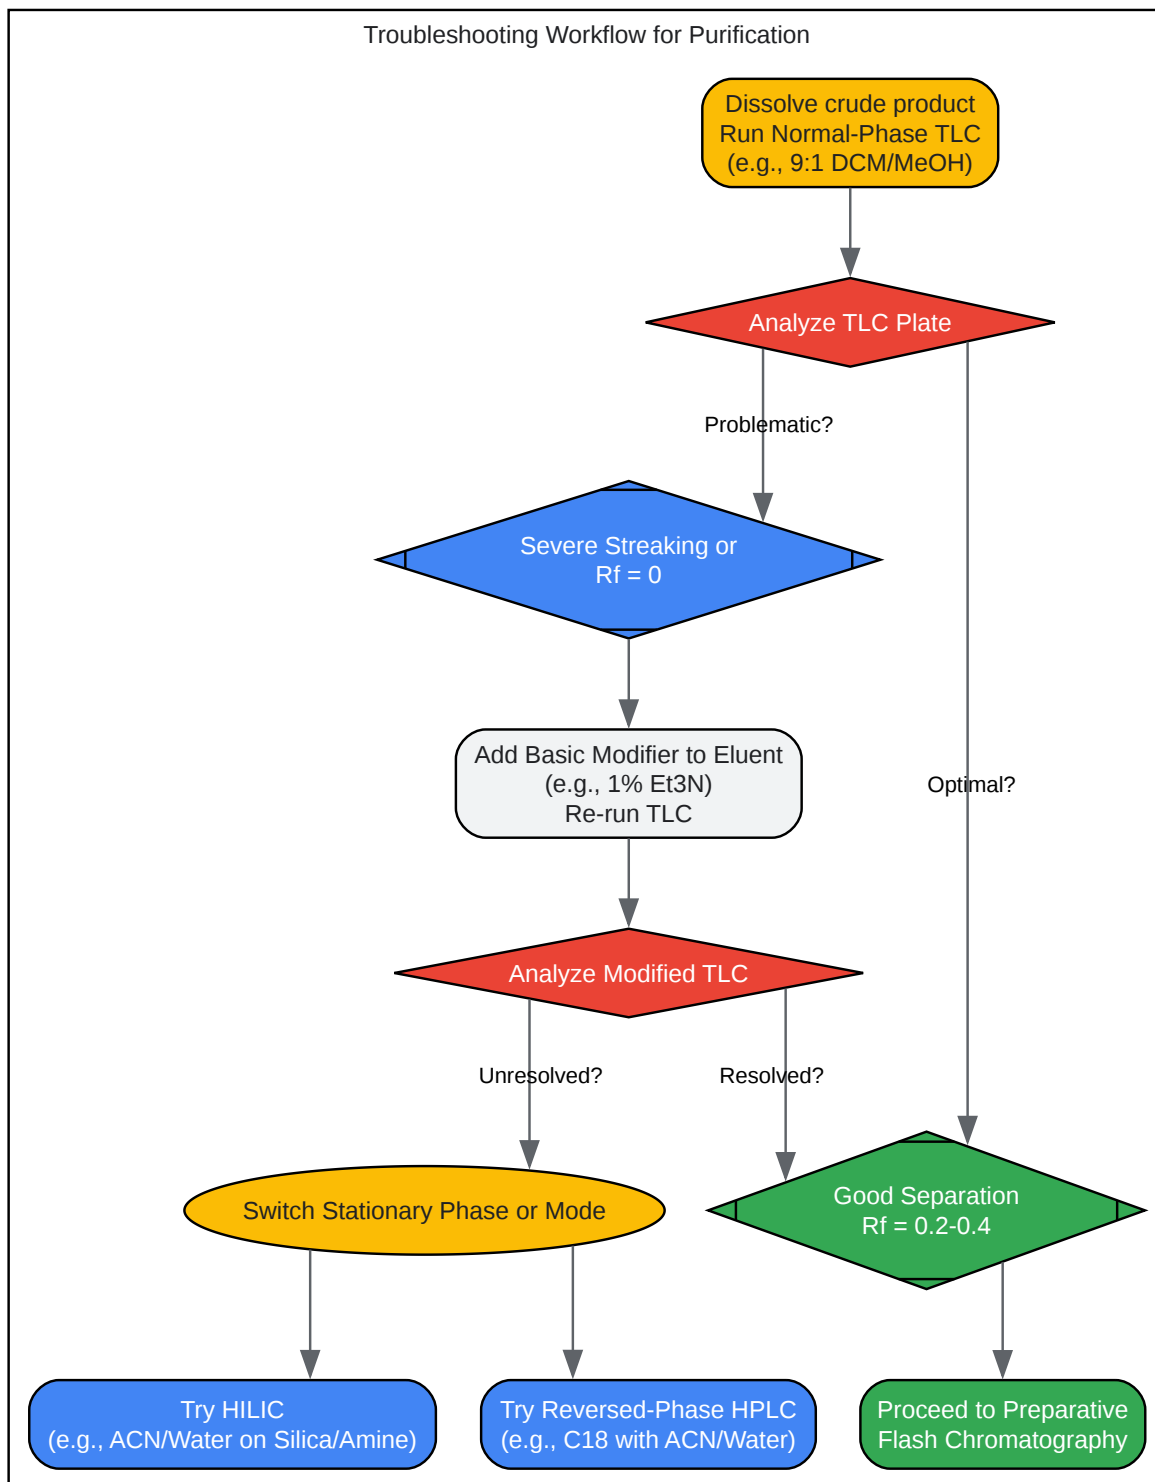 Troubleshooting Workflow for Purification
Dissolve crude product
Run Normal-Phase TLC
(e.g., 9:1 DCM/MeOH)
Analyze TLC Plate
Problematic?
Severe Streaking or
Rf = 0
Add Basic Modifier to Eluent
(e.g., 1% Et3N)
Re-run TLC
Optimal?
Analyze Modified TLC
Unresolved?
Resolved?
Switch Stationary Phase or Mode
Good Separation
Rf = 0.2-0.4
Try HILIC
(e.g., ACN/Water on Silica/Amine)
Try Reversed-Phase HPLC
(e.g., C18 with ACN/Water)
Proceed to Preparative
Flash Chromatography